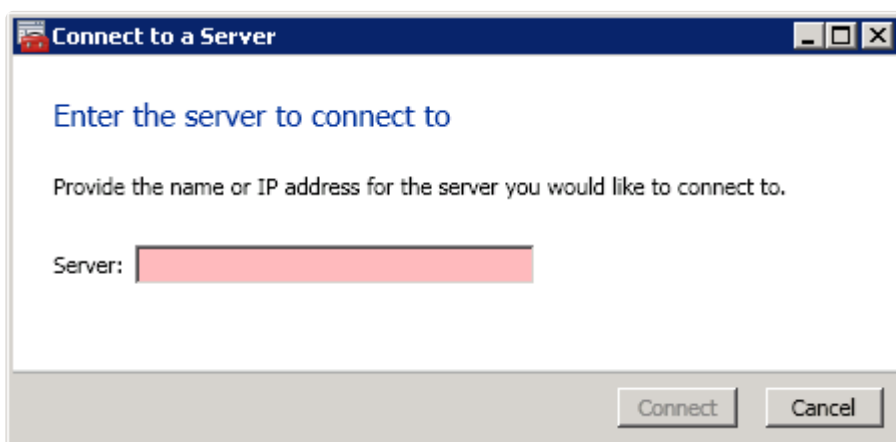 Connect to a Server
Enter the server to connect to
Provide the name or IP address for the server you would like to connect to.
Server:
Connect Cancel